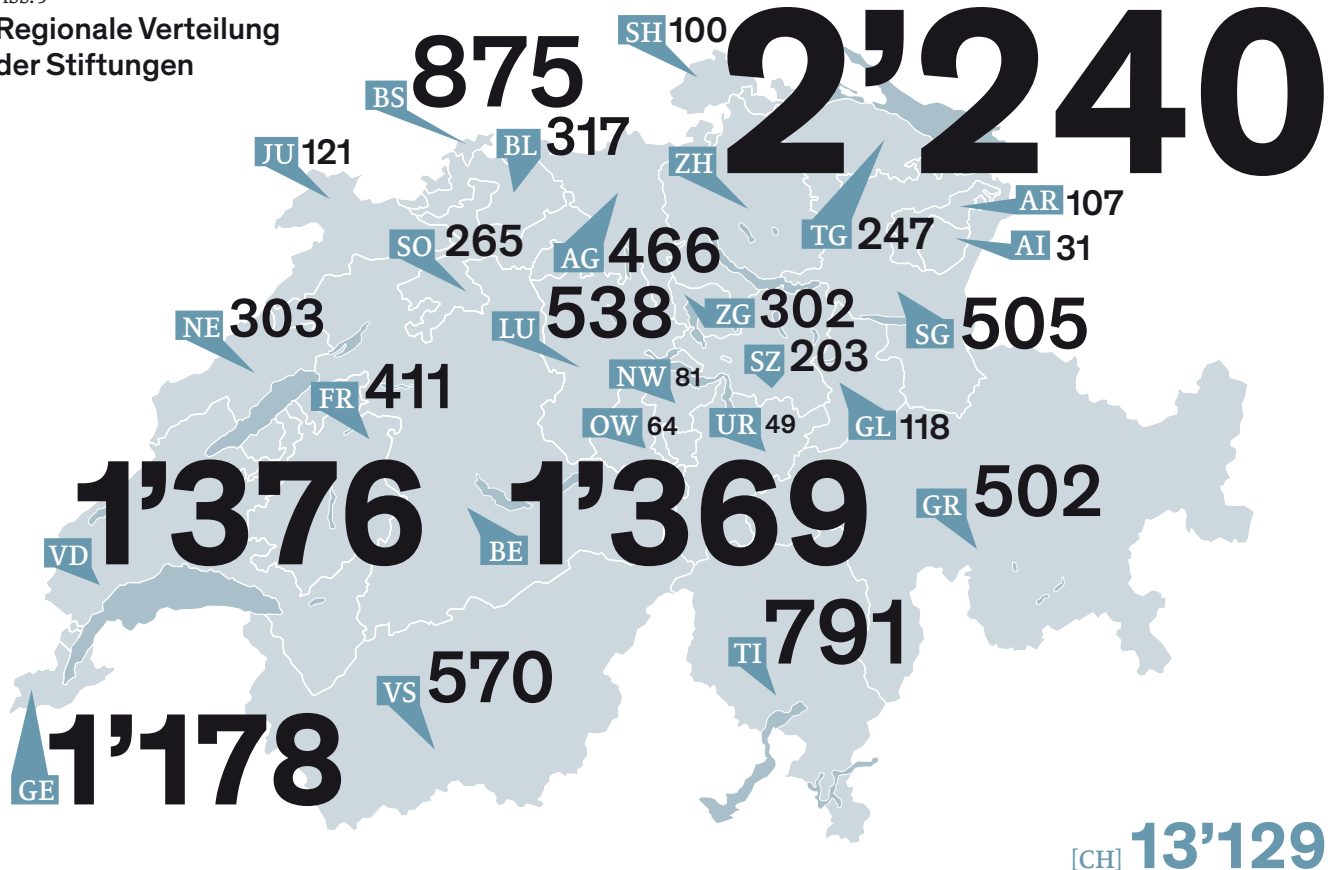 Regionale Verteilung
der Stiftungen
SH 100
2’240
BS 875
BL 317
JU 121
ZH
AR 107
TG 247
AI 31
SO 265
AG 466
NE 303
LU 538
ZG 302
SG 505
SZ 203
NW 81
FR 411
OW 64
UR 49
GL 118
1’376
1’369
GR 502
VD
BE
TI 791
VS 570
1’178
GE
[CH] 13’129